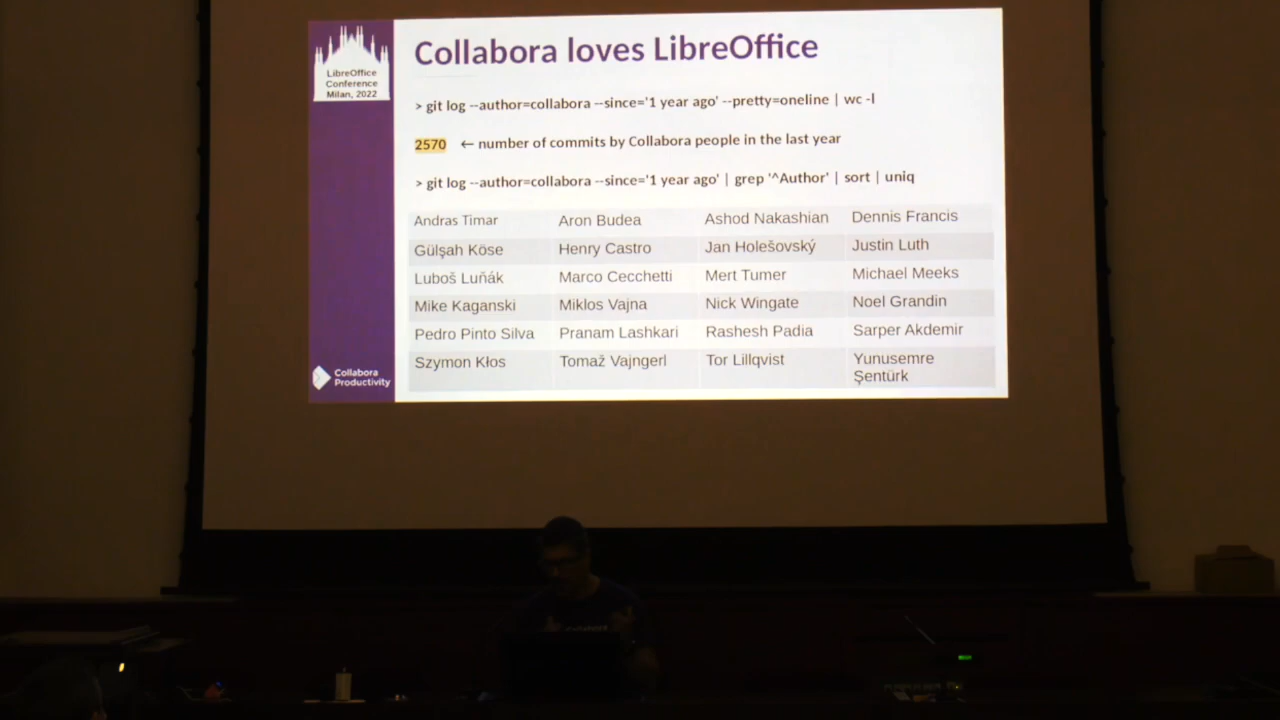 LibreOffice
Conference
Milan, 2022
Collabora loves LibreOffice
> git log --author=collabora --since='1 year ago' --pretty=oneline | wc -l
2570 ← number of commits by Collabora people in the last year
> git log --author=collabora --since='1 year ago' | grep '^Author' | sort | uniq
Andras Timar Aron Budea Ashod Nakashian Dennis Francis
Gülşah Köse Henry Castro Jan Holešovský Justin Luth
Luboš Luňák Marco Cecchetti Mert Tumer Michael Meeks
Mike Kaganski Miklos Vajna Nick Wingate Noel Grandin
Pedro Pinto Silva Pranam Lashkari Rashesh Padia Sarper Akdemir
Szymon Kłos Tomaž Vajngerl Tor Lillqvist Yunusemre
Şentürk
Collabora
Productivity